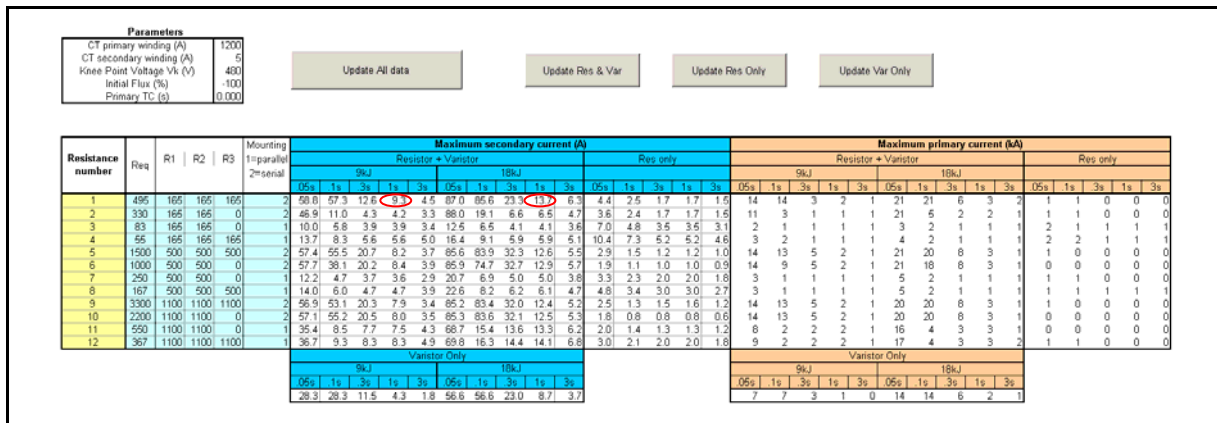 Parameters
CT primary winding (A) 1200
CT secondary winding (A) 5
Knee Point Voltage Vk (V) 480
Initial Flux (%) -100
Primary TC (s) 0.000
Update All data Update Res & Var Update Res Only Update Var Only
Resistance number Req R1 R2 R3 Mounting 1=parallel 2=serial Maximum secondary current (A) Maximum primary current (kA)
Resistor + Varistor Res only Resistor + Varistor Res only
9kJ 18kJ 9kJ 18kJ
.05s .1s .3s 1s 3s .05s .1s .3s 1s 3s .05s .1s .3s 1s 3s .05s .1s .3s 1s 3s .05s .1s .3s 1s 3s .05s .1s .3s 1s 3s
1 495 165 165 165 2 58.8 57.3 12.6 9.3 4.5 87.0 85.6 23.3 13.7 6.3 4.4 2.5 1.7 1.7 1.5 14 14 3 2 1 21 21 6 3 2 1 1 0 0 0
2 330 165 165 0 2 46.9 11.0 4.3 4.2 3.3 88.0 19.1 6.6 6.5 4.7 3.6 2.4 1.7 1.7 1.5 11 3 1 1 1 21 5 2 2 1 1 1 0 0 0
3 83 165 165 0 1 10.0 5.8 3.9 3.9 3.4 12.5 6.5 4.1 4.1 3.6 7.0 4.8 3.5 3.5 3.1 2 1 1 1 1 3 2 1 1 1 2 1 1 1 1
4 55 165 165 165 1 13.7 8.3 5.6 5.6 5.0 16.4 9.1 5.9 5.9 5.1 10.4 7.3 5.2 5.2 4.6 3 2 1 1 1 4 2 1 1 1 2 2 1 1 1
5 1500 500 500 500 2 57.4 55.5 20.7 8.2 3.7 85.6 83.9 32.3 12.6 5.5 2.9 1.5 1.2 1.2 1.0 14 13 5 2 1 21 20 8 3 1 1 0 0 0 0
6 1000 500 500 0 2 57.7 38.1 20.2 8.4 3.9 85.9 74.7 32.7 12.9 5.7 1.9 1.1 1.0 1.0 0.9 14 9 5 2 1 21 18 8 3 1 0 0 0 0 0
7 250 500 500 0 1 12.2 4.7 3.7 3.6 2.9 20.7 6.9 5.0 5.0 3.8 3.3 2.3 2.0 2.0 1.8 3 1 1 1 1 5 2 1 1 1 1 1 0 0 0
8 167 500 500 500 1 14.0 6.0 4.7 4.7 3.9 22.6 8.2 6.2 6.1 4.7 4.8 3.4 3.0 3.0 2.7 3 1 1 1 1 5 2 1 1 1 1 1 1 1 1
9 3300 1100 1100 1100 2 56.9 53.1 20.3 7.9 3.4 85.2 83.4 32.0 12.4 5.2 2.5 1.3 1.5 1.6 1.2 14 13 5 2 1 20 20 8 3 1 1 0 0 0 0
10 2200 1100 1100 0 2 57.1 55.2 20.5 8.0 3.5 85.3 83.6 32.1 12.5 5.3 1.8 0.8 0.8 0.8 0.6 14 13 5 2 1 20 20 8 3 1 0 0 0 0 0
11 550 1100 1100 0 1 35.4 8.5 7.7 7.5 4.3 68.7 15.4 13.6 13.3 6.2 2.0 1.4 1.3 1.3 1.2 8 2 2 2 1 16 4 3 3 1 0 0 0 0 0
12 367 1100 1100 1100 1 36.7 9.3 8.3 8.3 4.9 69.8 16.3 14.4 14.1 6.8 3.0 2.1 2.0 2.0 1.8 9 2 2 2 1 17 4 3 3 2 1 1 0 0 0
Varistor Only Varistor Only
9kJ 18kJ 9kJ 18kJ
.05s .1s .3s 1s 3s .05s .1s .3s 1s 3s .05s .1s .3s 1s 3s .05s .1s .3s 1s 3s
28.3 28.3 11.5 4.3 1.8 56.6 56.6 23.0 8.7 3.7 7 7 3 1 0 14 14 6 2 1